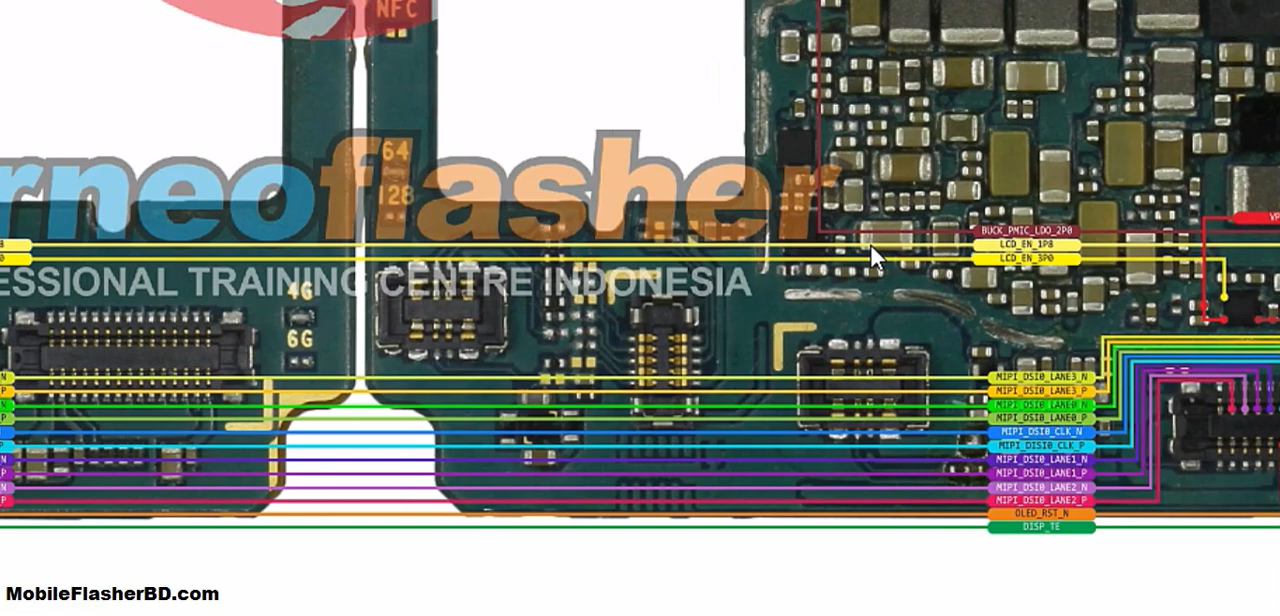 NFC
64
128
rneoflasher
BUCK_PMIC_LDO_2P0
LCD_EN_1P8
LCD_EN_3P0
ESSIONAL TRAINING CENTRE INDONESIA
4G
6G
MIPI_DSI0_LANE3_N
MIPI_DSI0_LANE3_P
MIPI_DSI0_LANE0_N
MIPI_DSI0_LANE0_P
MIPI_DSI0_CLK_N
MIPI_DISI0_CLK_P
MIPI_DSI0_LANE1_N
MIPI_DSI0_LANE1_P
MIPI_DSI0_LANE2_N
MIPI_DSI0_LANE2_P
OLED_RST_N
DISP_TE
MobileFlasherBD.com